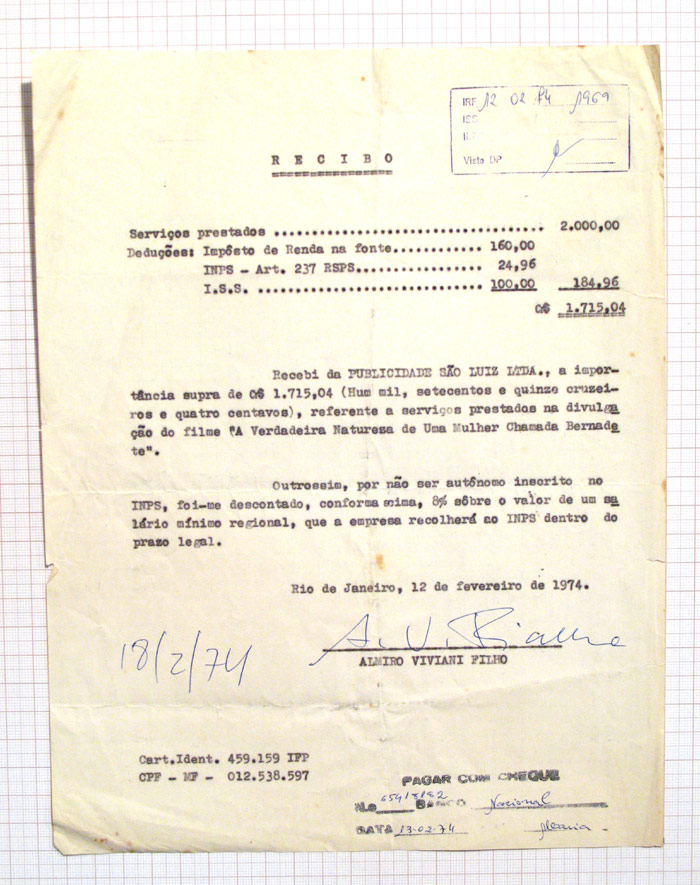 IRF 12 02 74 1969
ISS
Visto DP
RECIBO
Serviços prestados .................................... 2.000,00
Deduções: Impôsto de Renda na fonte............ 160,00
INPS - Art. 237 RSPS................. 24,96
I.S.S. .............................. 100,00 184,96
Cr$ 1.715,04
Recebi da PUBLICIDADE SÃO LUIZ LTDA., a impor-
tância supra de Cr$ 1.715,04 (Hum mil, setecentos e quinze cruzei-
ros e quatro centavos), referente a serviços prestados na divulga
ção do filme "A Verdadeira Natureza de Uma Mulher Chamada Bernade
te".
Outrossim, por não ser autônomo inscrito no
INPS, foi-me descontado, conforme acima, 8% sôbre o valor de um sa
lário mínimo regional, que a empresa recolherá ao INPS dentro do
prazo legal.
Rio de Janeiro, 12 de fevereiro de 1974.
18/2/74
ALMIRO VIVIANI FILHO
Cart.Ident. 459.159 IFP
CPF - MF - 012.538.597
PAGAR COM CHEQUE
N.o BANCO Nacional
DATA 13-02-74